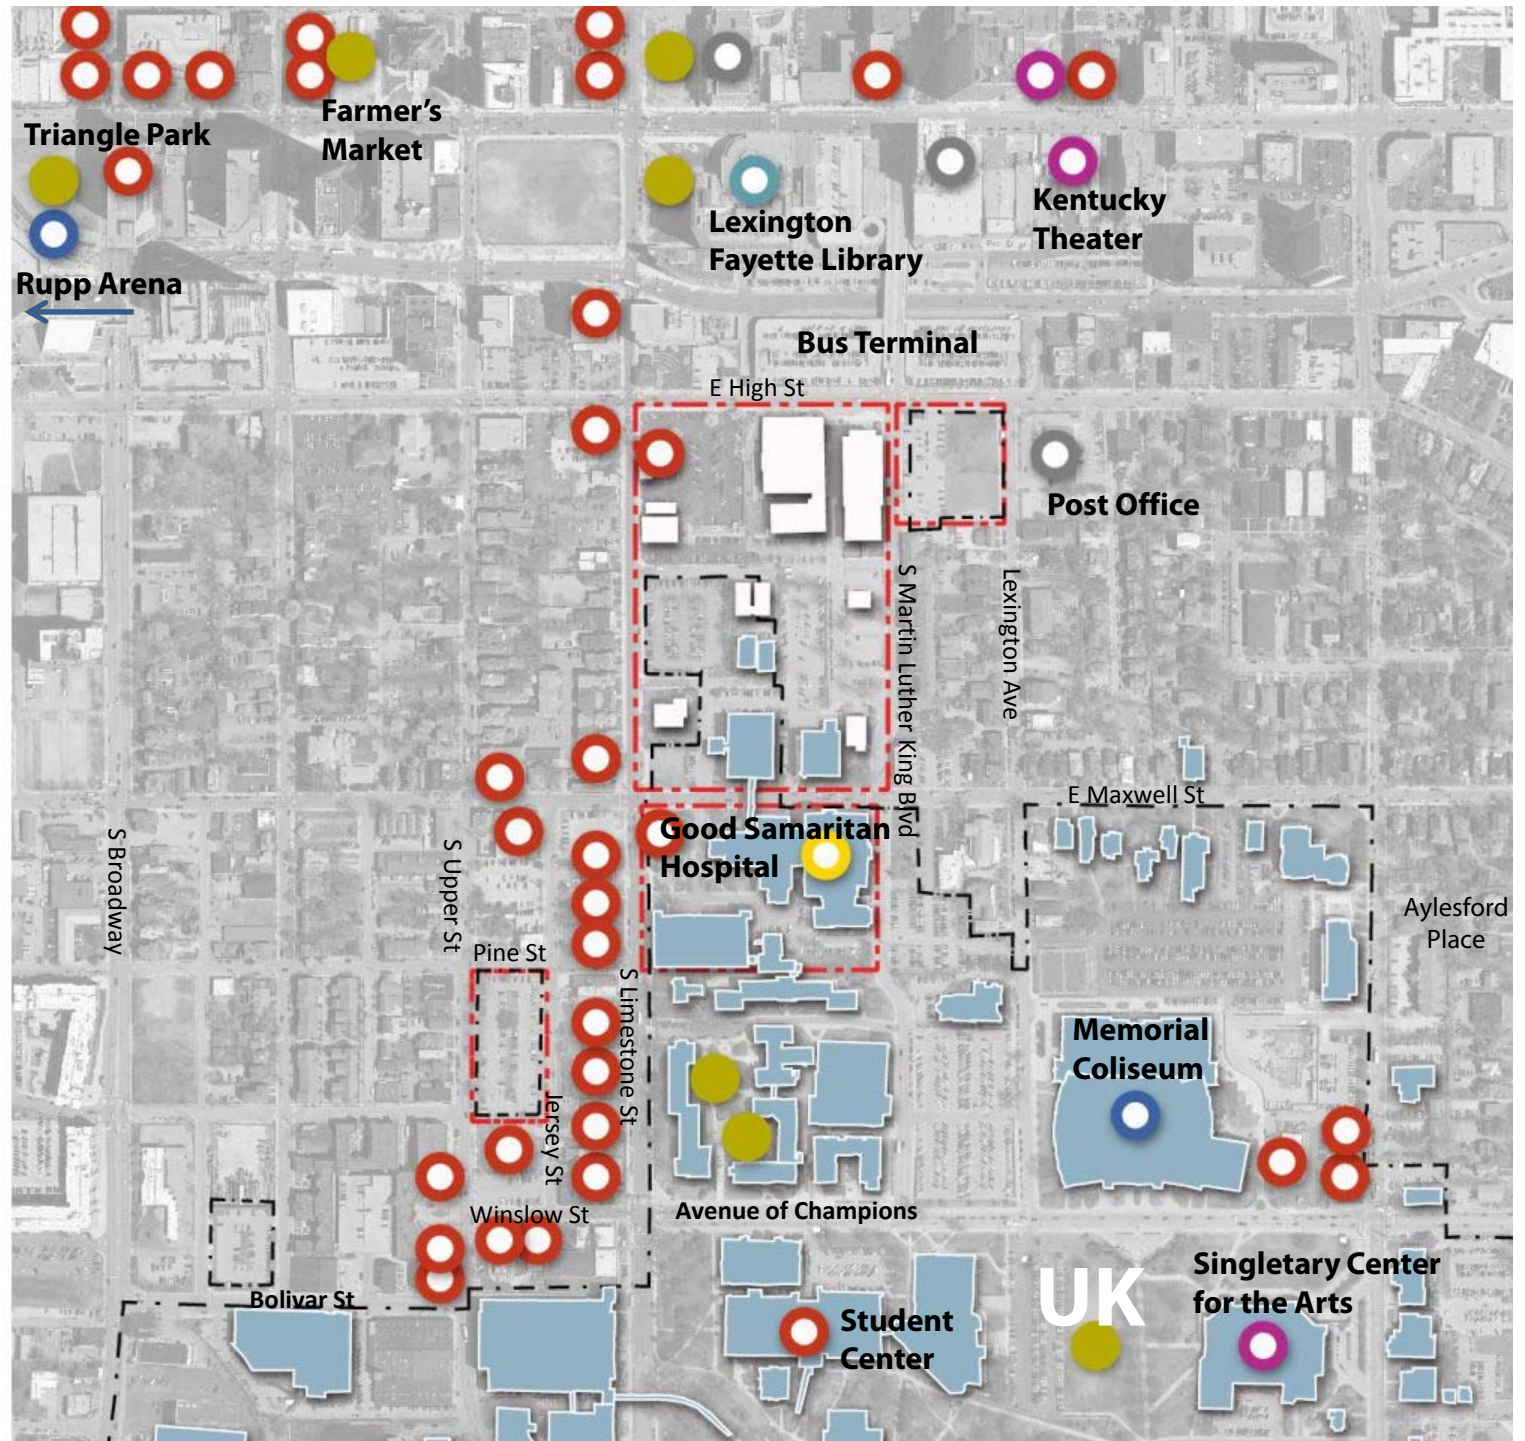 Farmer's
Market
Triangle Park
Kentucky
Theater
Lexington
Fayette Library
Rupp Arena
Bus Terminal
E High St
Post Office
S Martin Luther King Blvd
Lexington Ave
E Maxwell St
Good Samaritan
Hospital
S Broadway
S Upper St
Aylesford
Place
Pine St
S Limestone St
Memorial
Coliseum
Jersey St
Winslow St
Avenue of Champions
Singletary Center
for the Arts
UK
Bolivar St
Student
Center